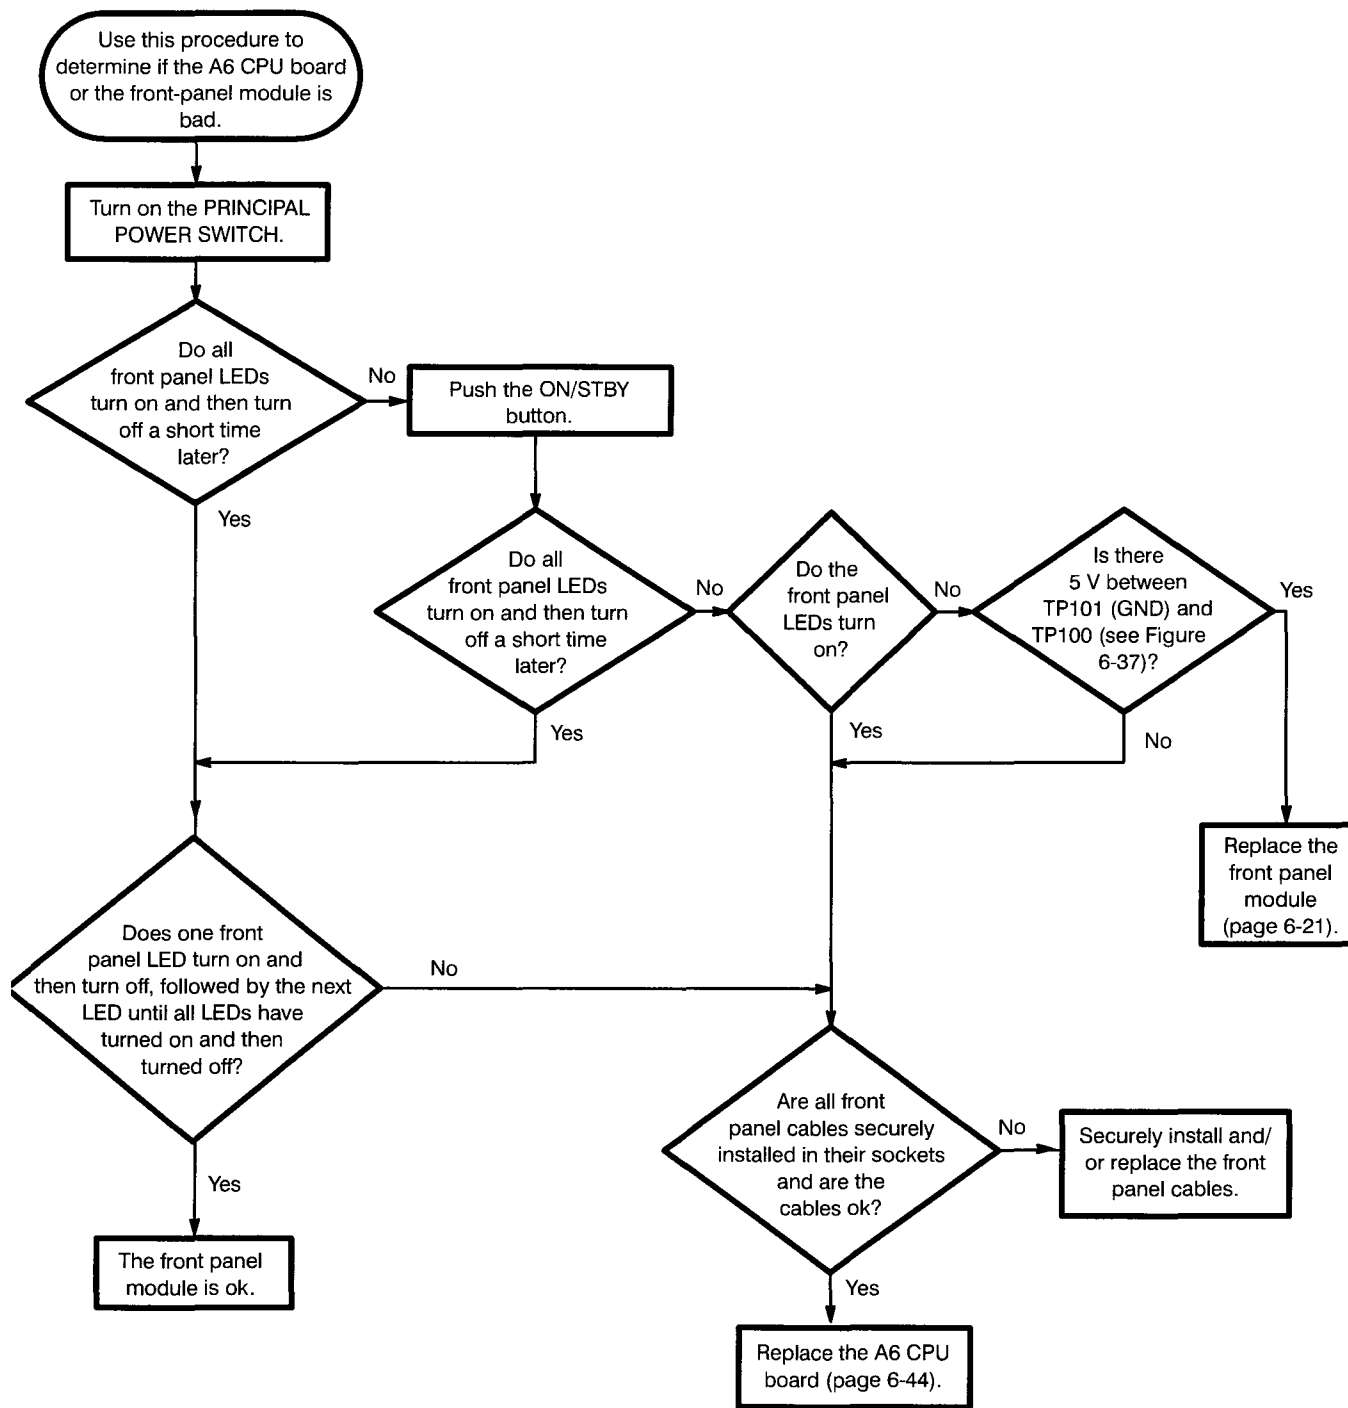 Use this procedure to
determine if the A6 CPU board
or the front-panel module is
bad.
Turn on the PRINCIPAL
POWER SWITCH.
Do all
front panel LEDs
turn on and then turn
off a short time
later?
No
Push the ON/STBY
button.
Yes
Do all
front panel LEDs
turn on and then turn
off a short time
later?
No
Do the
front panel
LEDs turn
on?
No
Is there
5 V between
TP101 (GND) and
TP100 (see Figure
6-37)?
Yes
Yes
Yes
No
Replace the
front panel
module
(page 6-21).
Does one front
panel LED turn on and
then turn off, followed by the next
LED until all LEDs have
turned on and then
turned off?
No
Are all front
panel cables securely
installed in their sockets
and are the
cables ok?
No
Securely install and/
or replace the front
panel cables.
Yes
The front panel
module is ok.
Yes
Replace the A6 CPU
board (page 6-44).